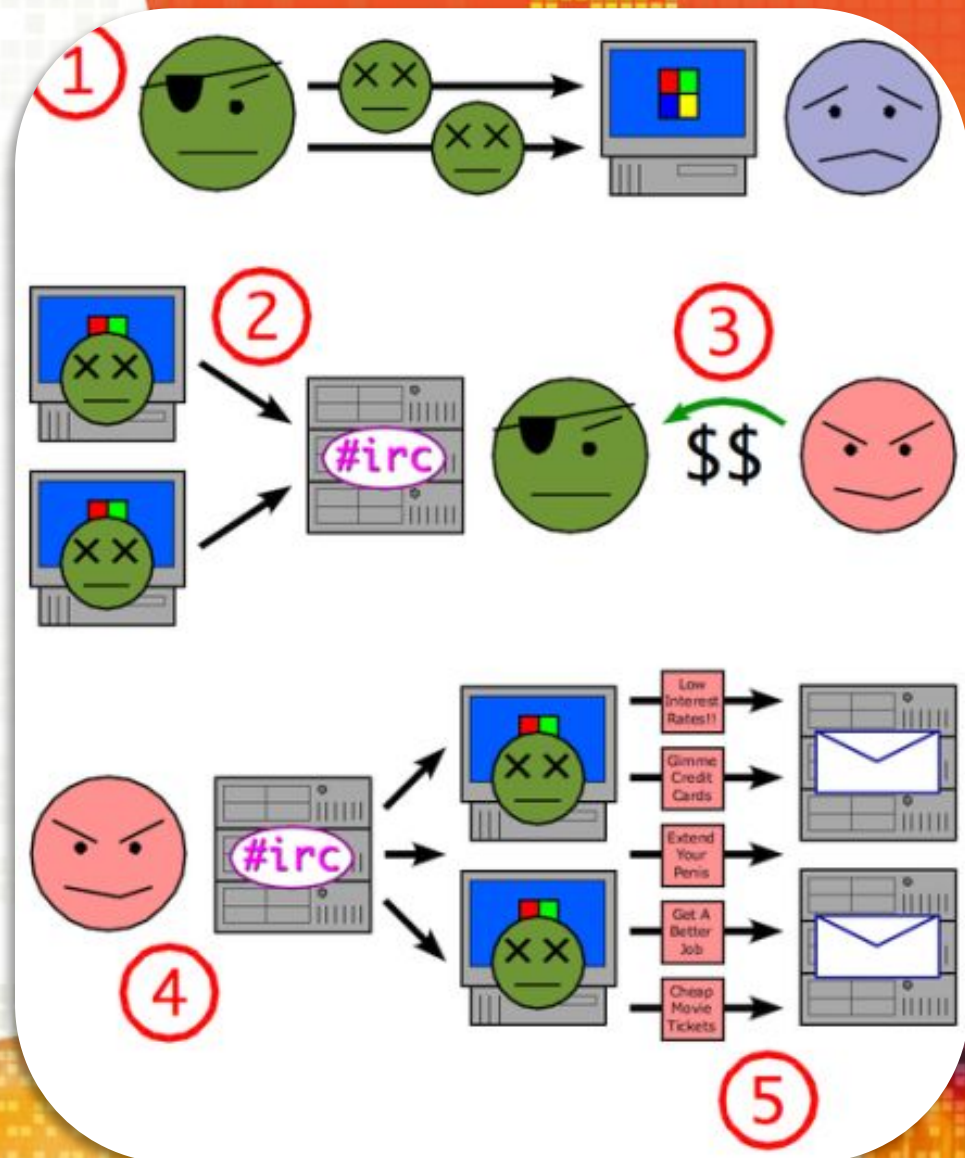 1
2
3
#irc
$$
Low
Interest
Rates!!
Gimme
Credit
Cards
#irc
Extend
Your
Penis
Get A
Better
Job
4
Cheap
Movie
Tickets
5